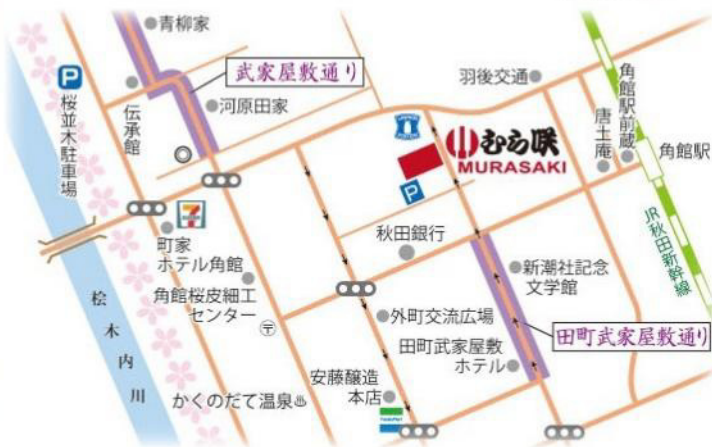 青柳家
武家屋敷通り
P
桜並木駐車場
伝承館
河原田家
羽後交通
角館駅前蔵
唐土庵
角館駅
LAWSON
むら咲
MURASAKI
P
JR秋田新幹線
7
町家
ホテル角館
秋田銀行
角館桜皮細工
センター
〒
新潮社記念
文学館
外町交流広場
田町武家屋敷通り
田町武家屋敷
ホテル
桧木内川
安藤醸造
本店
かくのだて温泉♨
FamilyMart